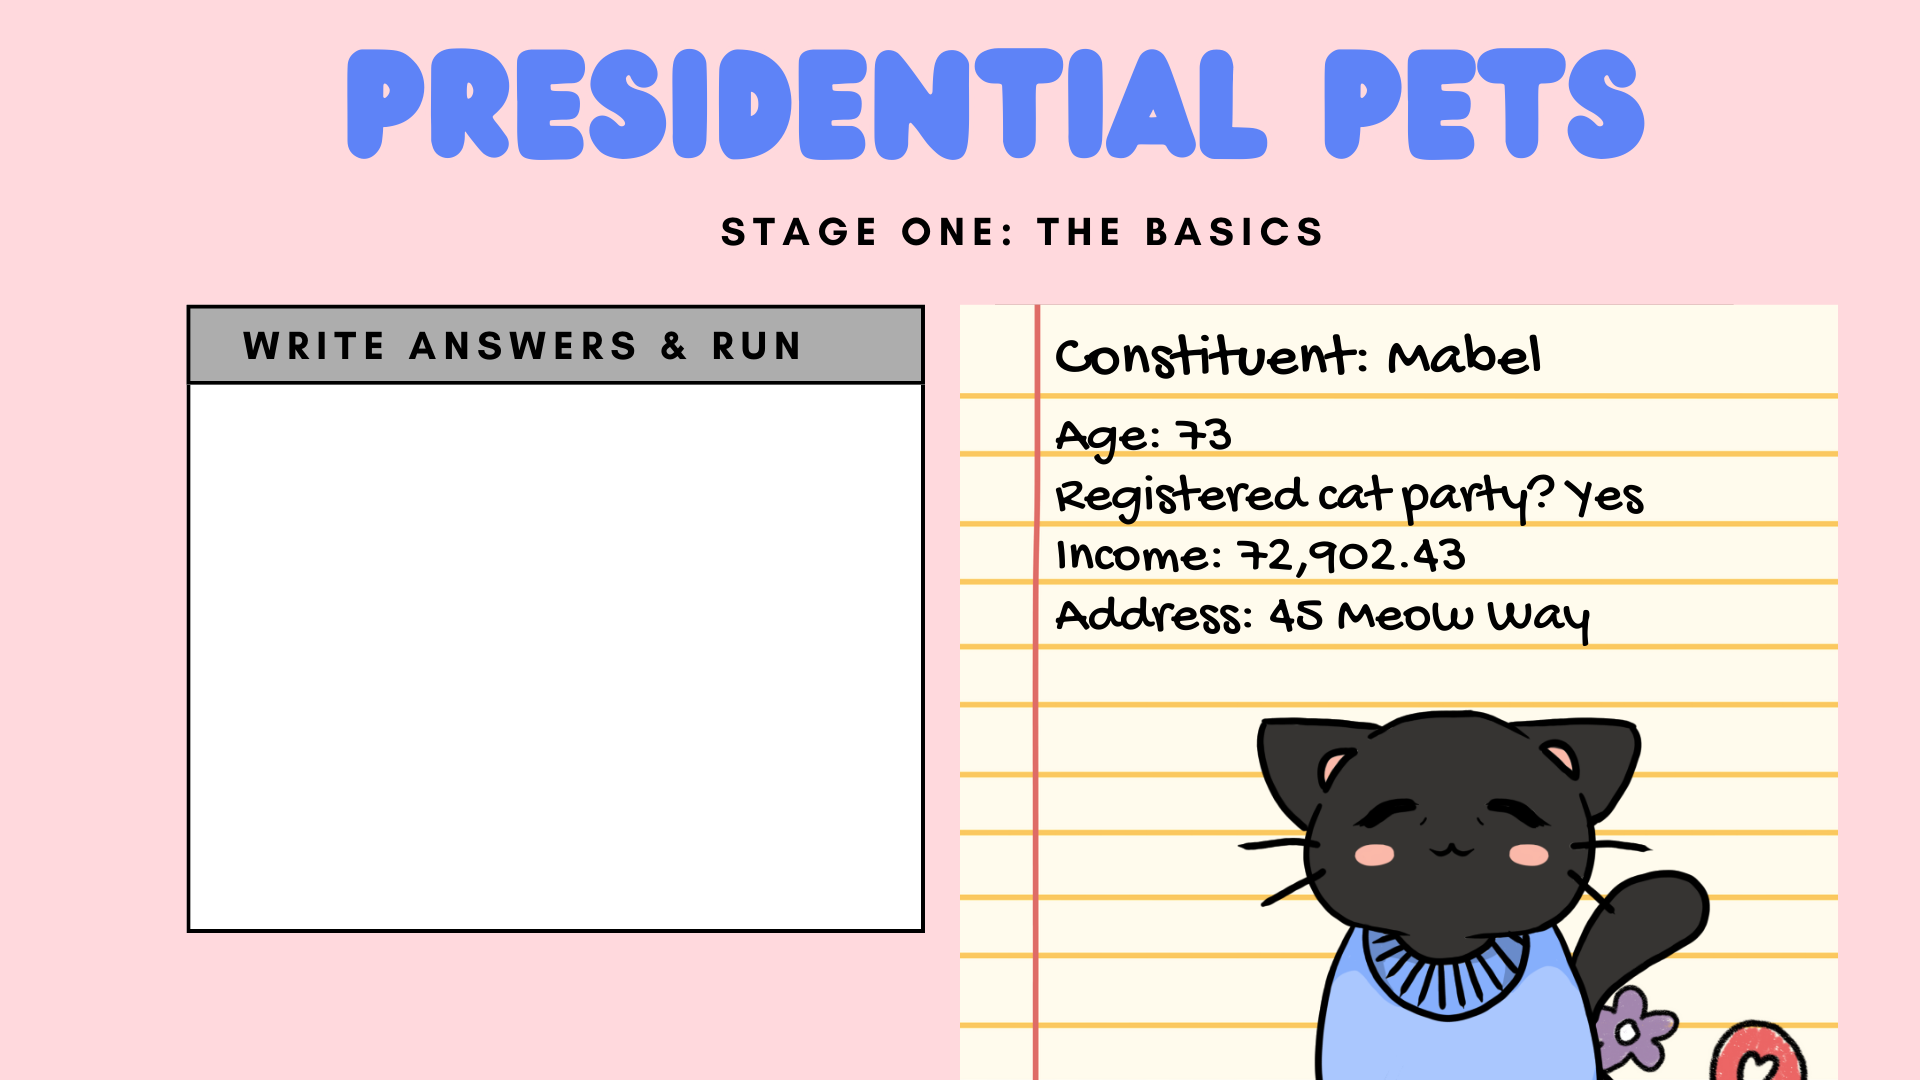 PRESIDENTIAL PETS
STAGE ONE: THE BASICS
WRITE ANSWERS & RUN
Constituent: Mabel
Age: 73
Registered cat party? Yes
Income: 72,902.43
Address: 45 Meow Way